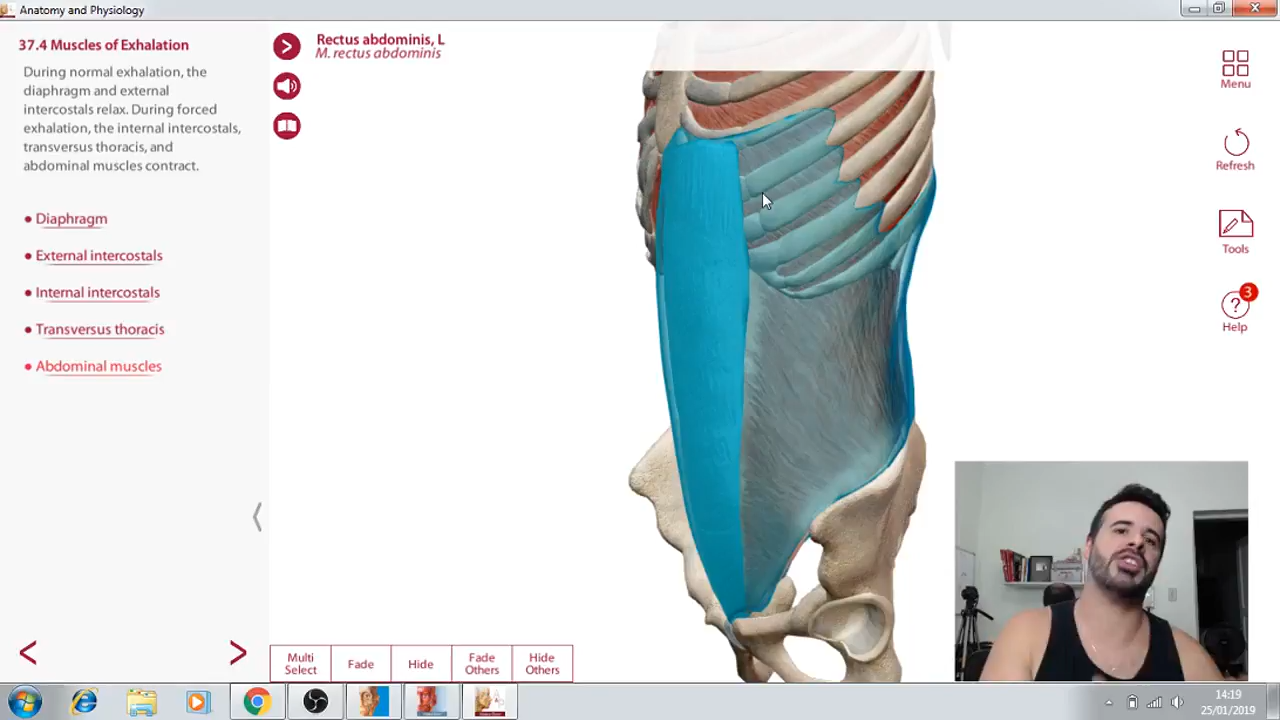 Anatomy and Physiology
37.4 Muscles of Exhalation
During normal exhalation, the
diaphragm and external
intercostals relax. During forced
exhalation, the internal intercostals,
transversus thoracis, and
abdominal muscles contract.
• Diaphragm
• External intercostals
• Internal intercostals
• Transversus thoracis
• Abdominal muscles
Rectus abdominis, L
M. rectus abdominis
Menu
Refresh
Tools
3
Help
Multi
Select
Fade
Hide
Fade
Others
Hide
Others
14:19
25/01/2019